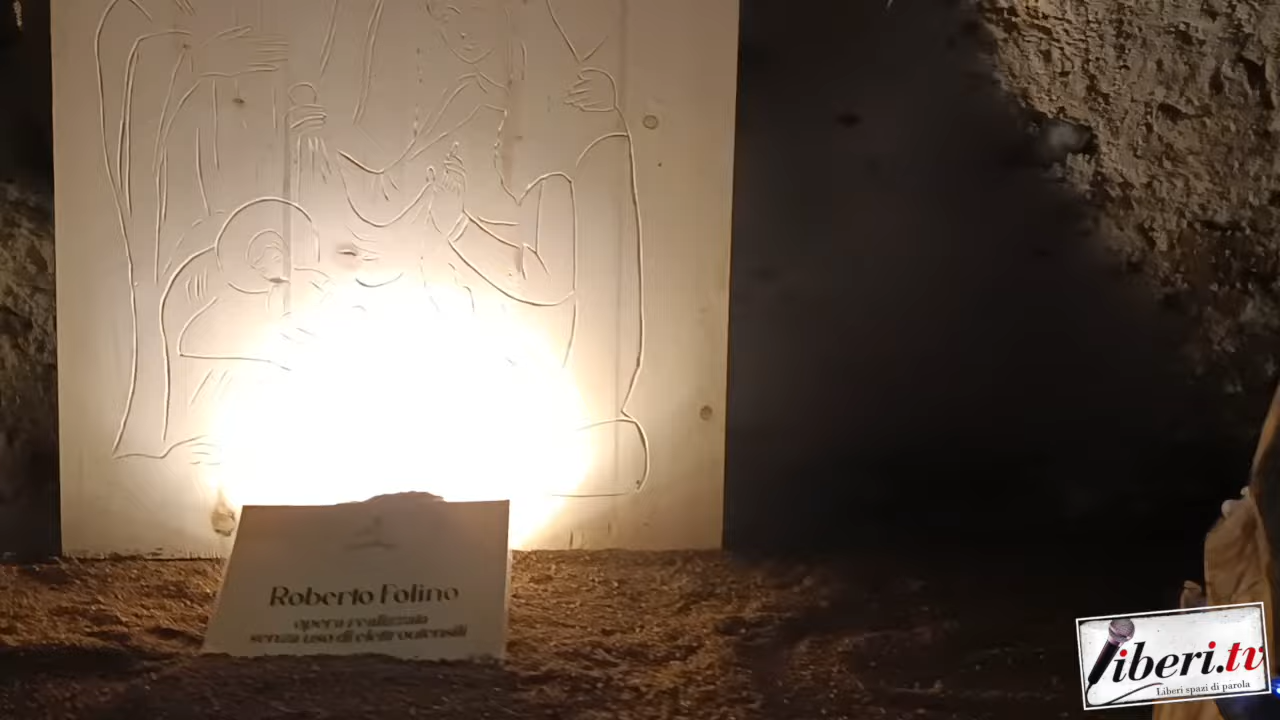 Roberto Folino
opera realizzata
senza uso di elettroutensili
liberi.tv
Liberi spazi di parola